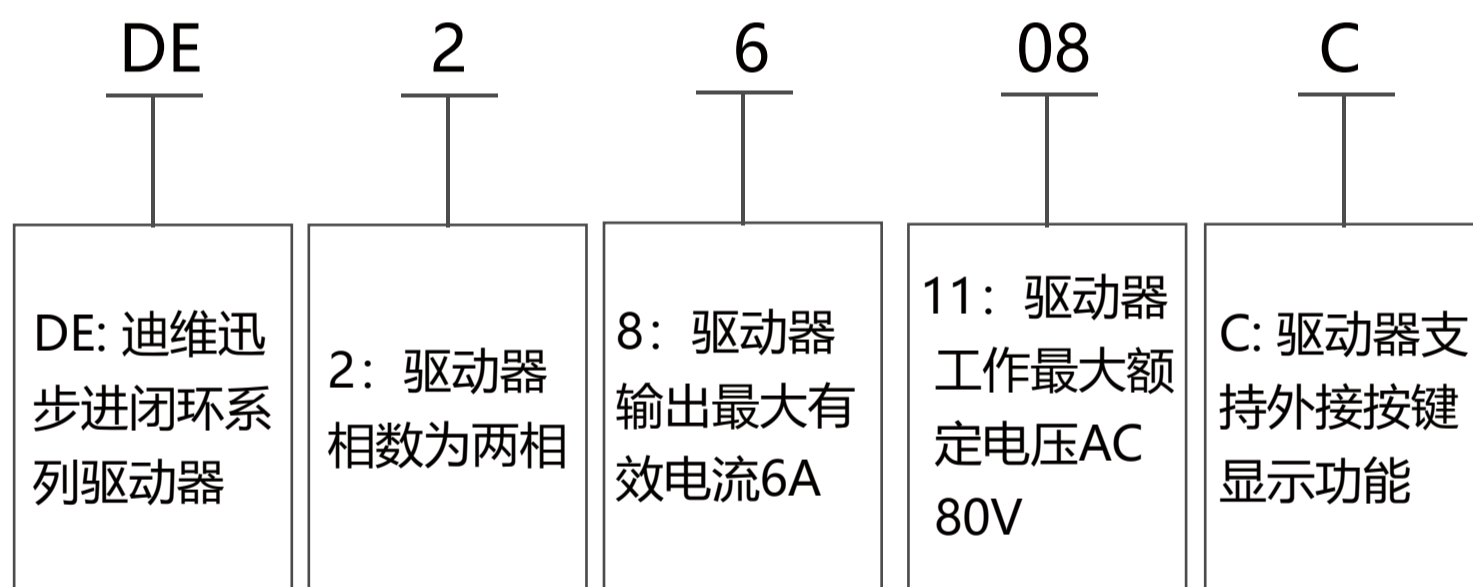 DE 2 6 08 C
DE: 迪维迅
步进闭环系
列驱动器
2：驱动器
相数为两相
8：驱动器
输出最大有
效电流6A
11：驱动器
工作最大额
定电压AC
80V
C: 驱动器支
持外接按键
显示功能